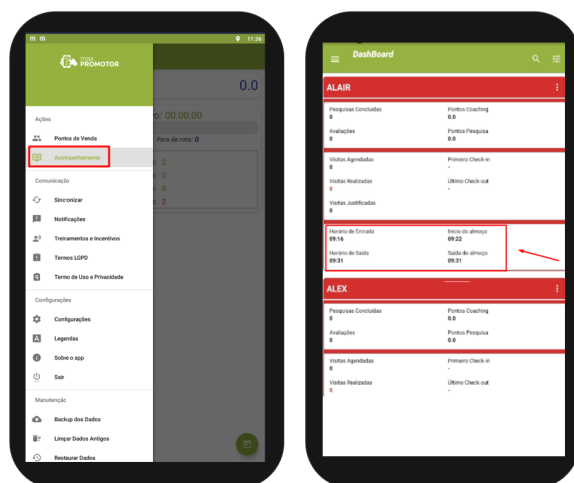 m m
11:36
max
PROMOTOR
0.0
00:00:00
Ações
Fora de rota: 0
Pontos de Venda
Acompanhamento
2
0
0
2
Comunicação
Sincronizar
Notificações
Treinamentos e Incentivos
Termos LGPD
Termo de Uso e Privacidade
Configurações
Configurações
A Legendas
Sobre o app
Sair
Manutenção
Backup dos Dados
Limpar Dados Antigos
Restaurar Dados
DashBoard
ALAIR
Pesquisas Concluídas Pontos Coaching
0 0.0
Avaliações Pontos Pesquisa
0 0.0
Visitas Agendadas Primeiro Check-in
0 -
Visitas Realizadas Último Check-out
0 -
Visitas Justificadas
0
Horário de Entrada Inicio do almoço
09:16 09:22
Horário de Saída Saída do almoço
09:31 09:31
ALEX
Pesquisas Concluídas Pontos Coaching
0 0.0
Avaliações Pontos Pesquisa
0 0.0
Visitas Agendadas Primeiro Check-in
0 -
Visitas Realizadas Último Check-out
0 -